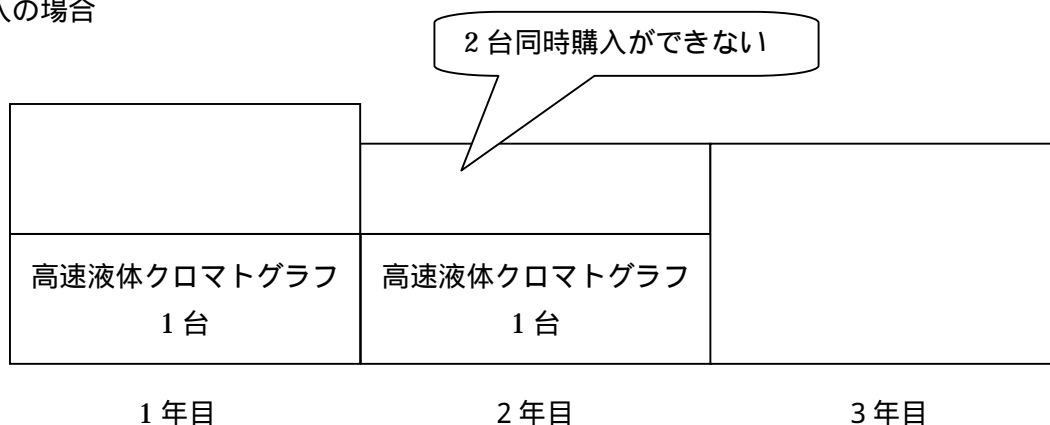 入の場合
2台同時購入ができない
高速液体クロマトグラフ
1台
高速液体クロマトグラフ
1台
1年目
2年目
3年目